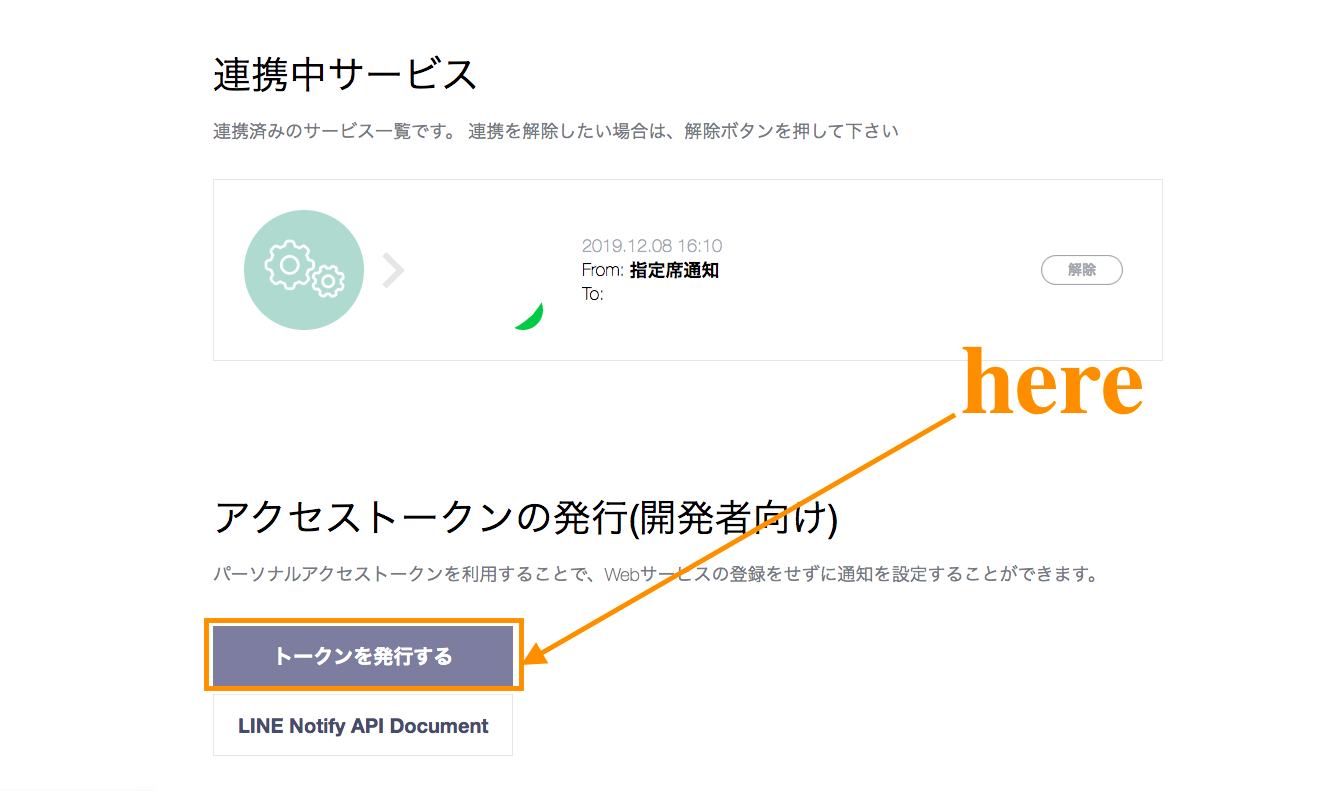 連携中サービス
連携済みのサービス一覧です。 連携を解除したい場合は、解除ボタンを押して下さい
2019.12.08 16:10
From: 指定席通知
To:
解除
here
アクセストークンの発行(開発者向け)
パーソナルアクセストークンを利用することで、Webサービスの登録をせずに通知を設定することができます。
トークンを発行する
LINE Notify API Document